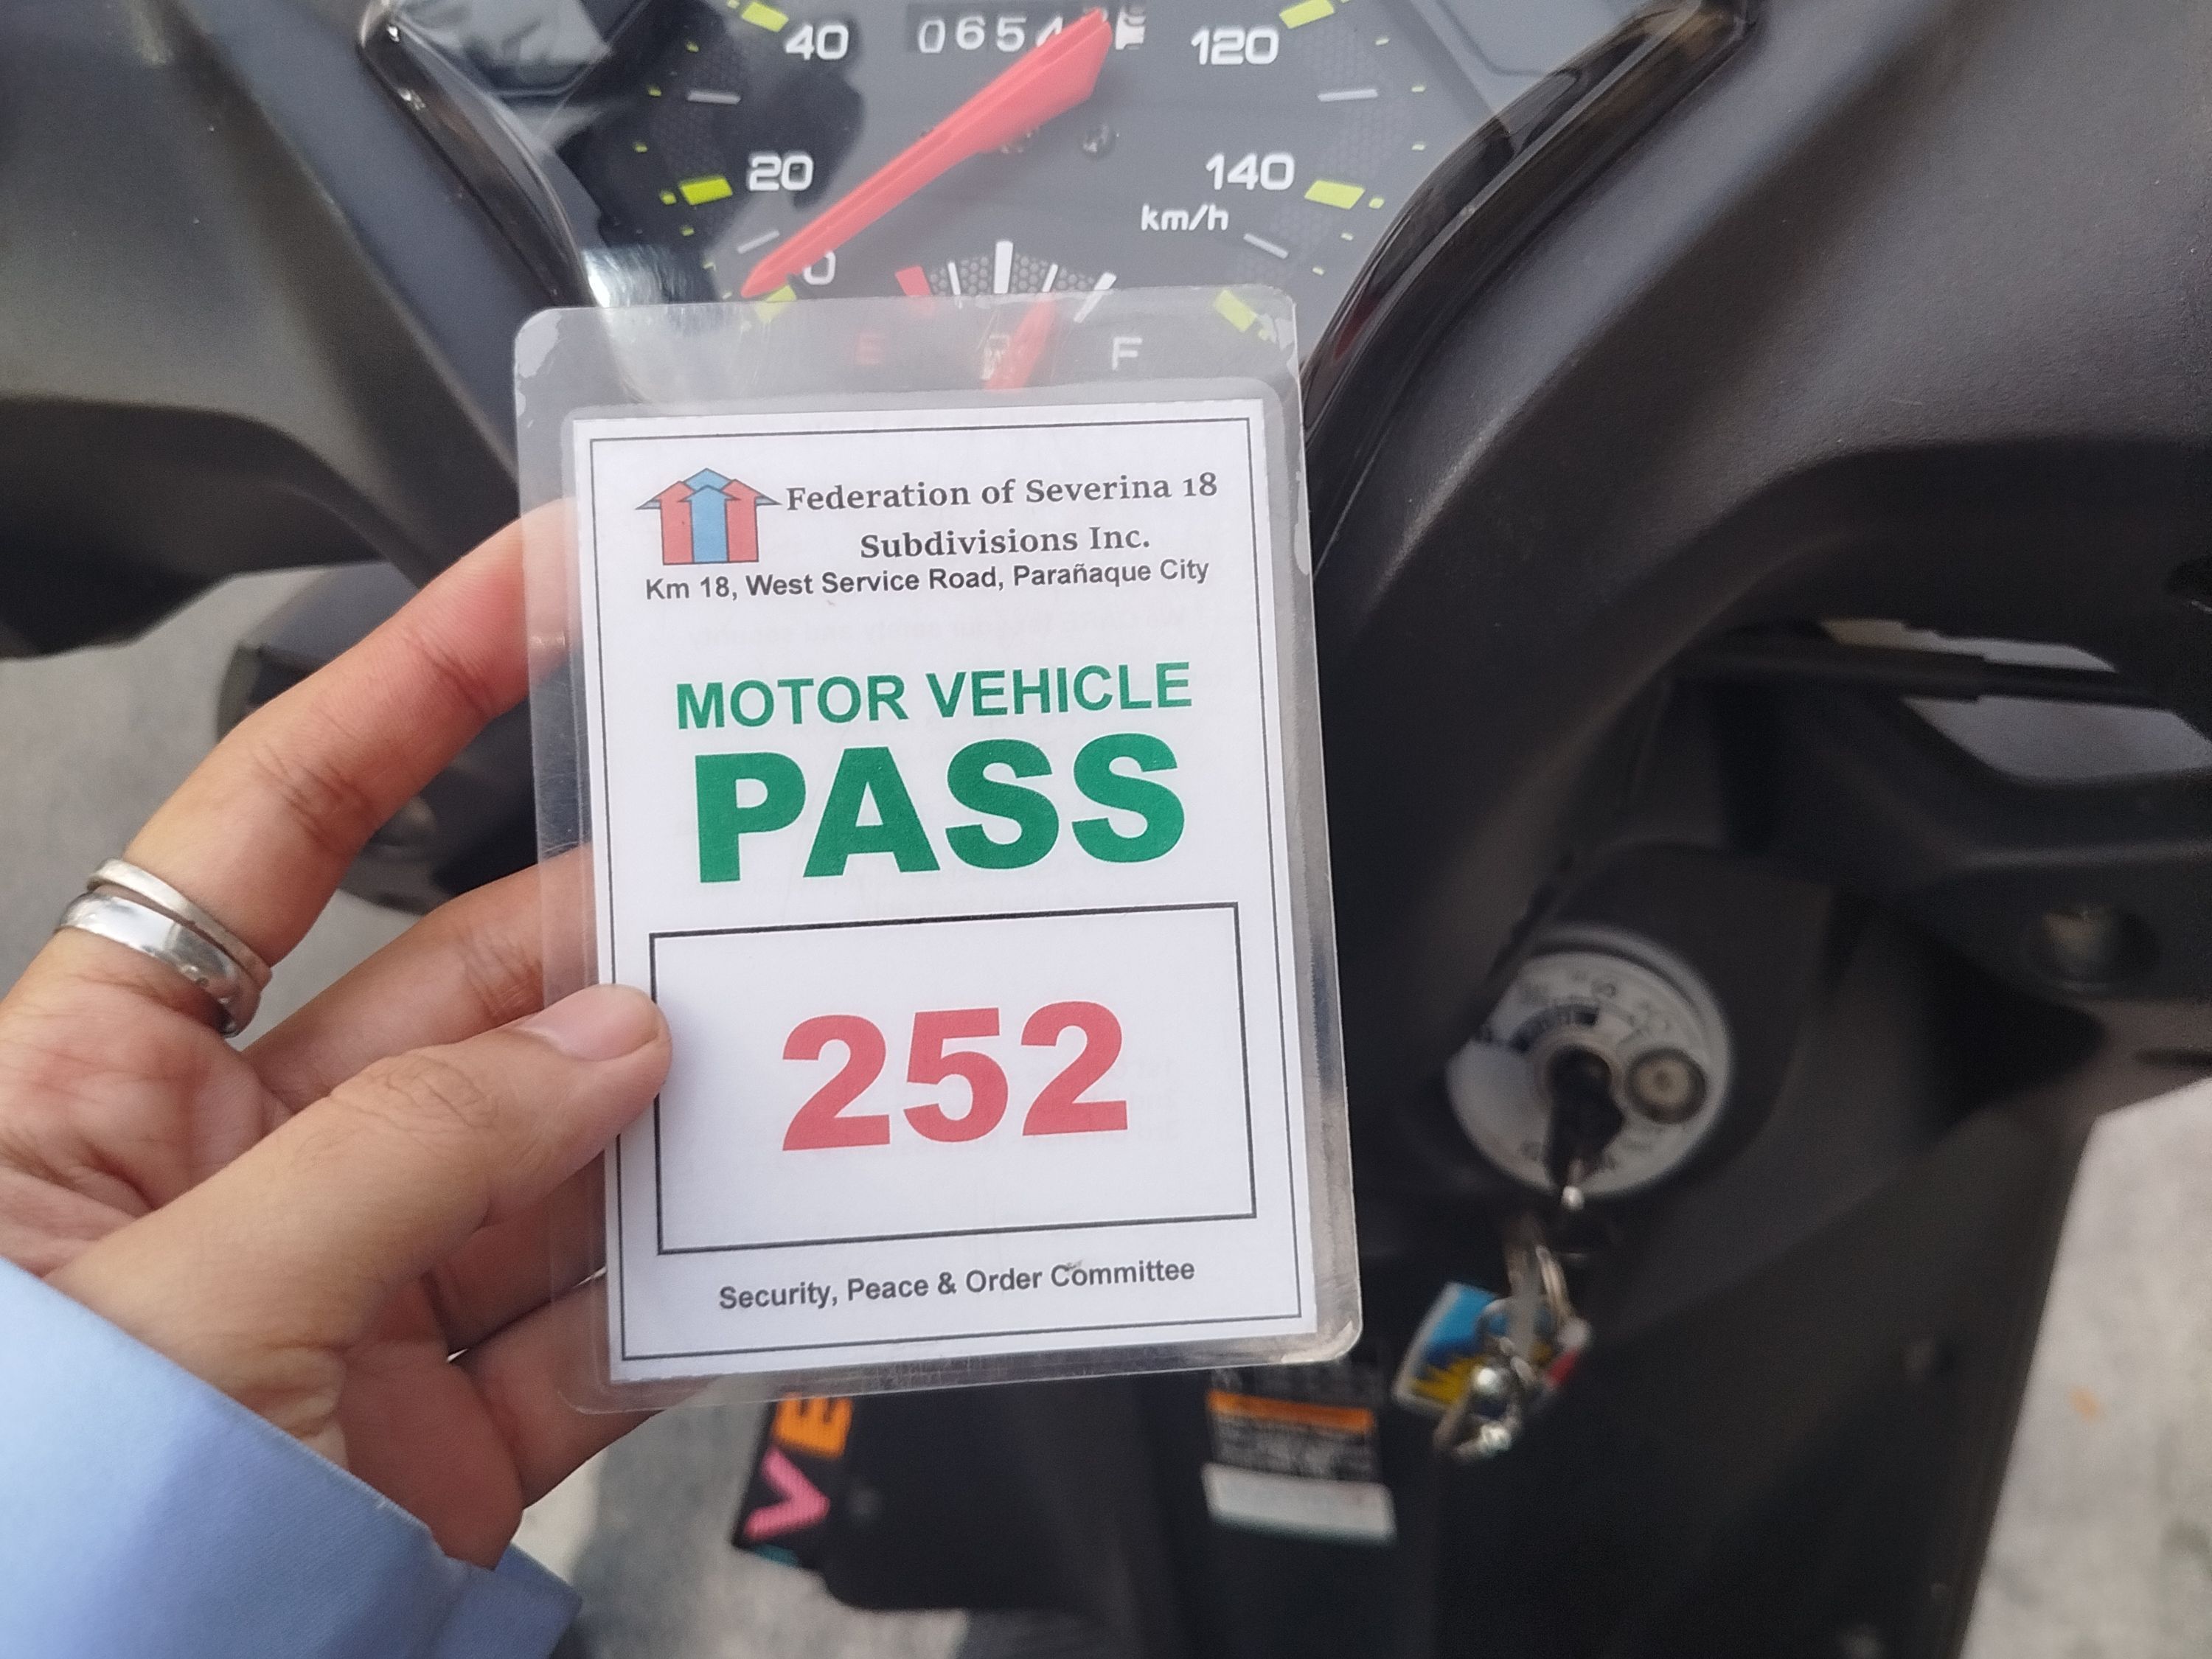 40
120
20
140
km/h
0
E
F
Federation of Severina 18
Subdivisions Inc.
Km 18, West Service Road, Parañaque City
MOTOR VEHICLE
PASS
252
Security, Peace & Order Committee